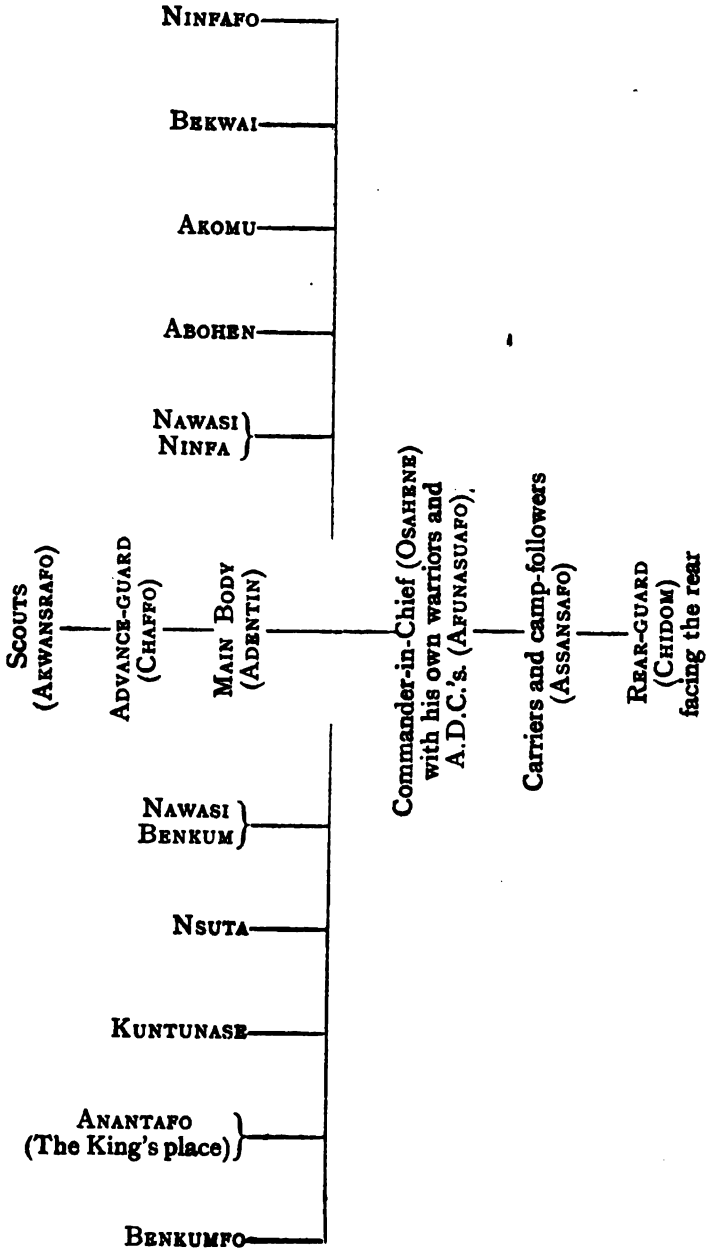 NINFAFO
BEKWAI
AKOMU
ABOHEN
NAWASI
NINFA
SCOUTS
(AKWANSRAFO)
ADVANCE-GUARD
(CHAFFO)
MAIN BODY
(ADENTIN)
Commander-in-Chief (OSAHENE)
with his own warriors and
A.D.C.'s. (AFUNASUAFO).
Carriers and camp-followers
(ASSANSAFO)
REAR-GUARD
(CHIDOM)
facing the rear
NAWASI
BENKUM
NSUTA
KUNTUNASE
ANANTAFO
(The King's place)
BENKUMFO